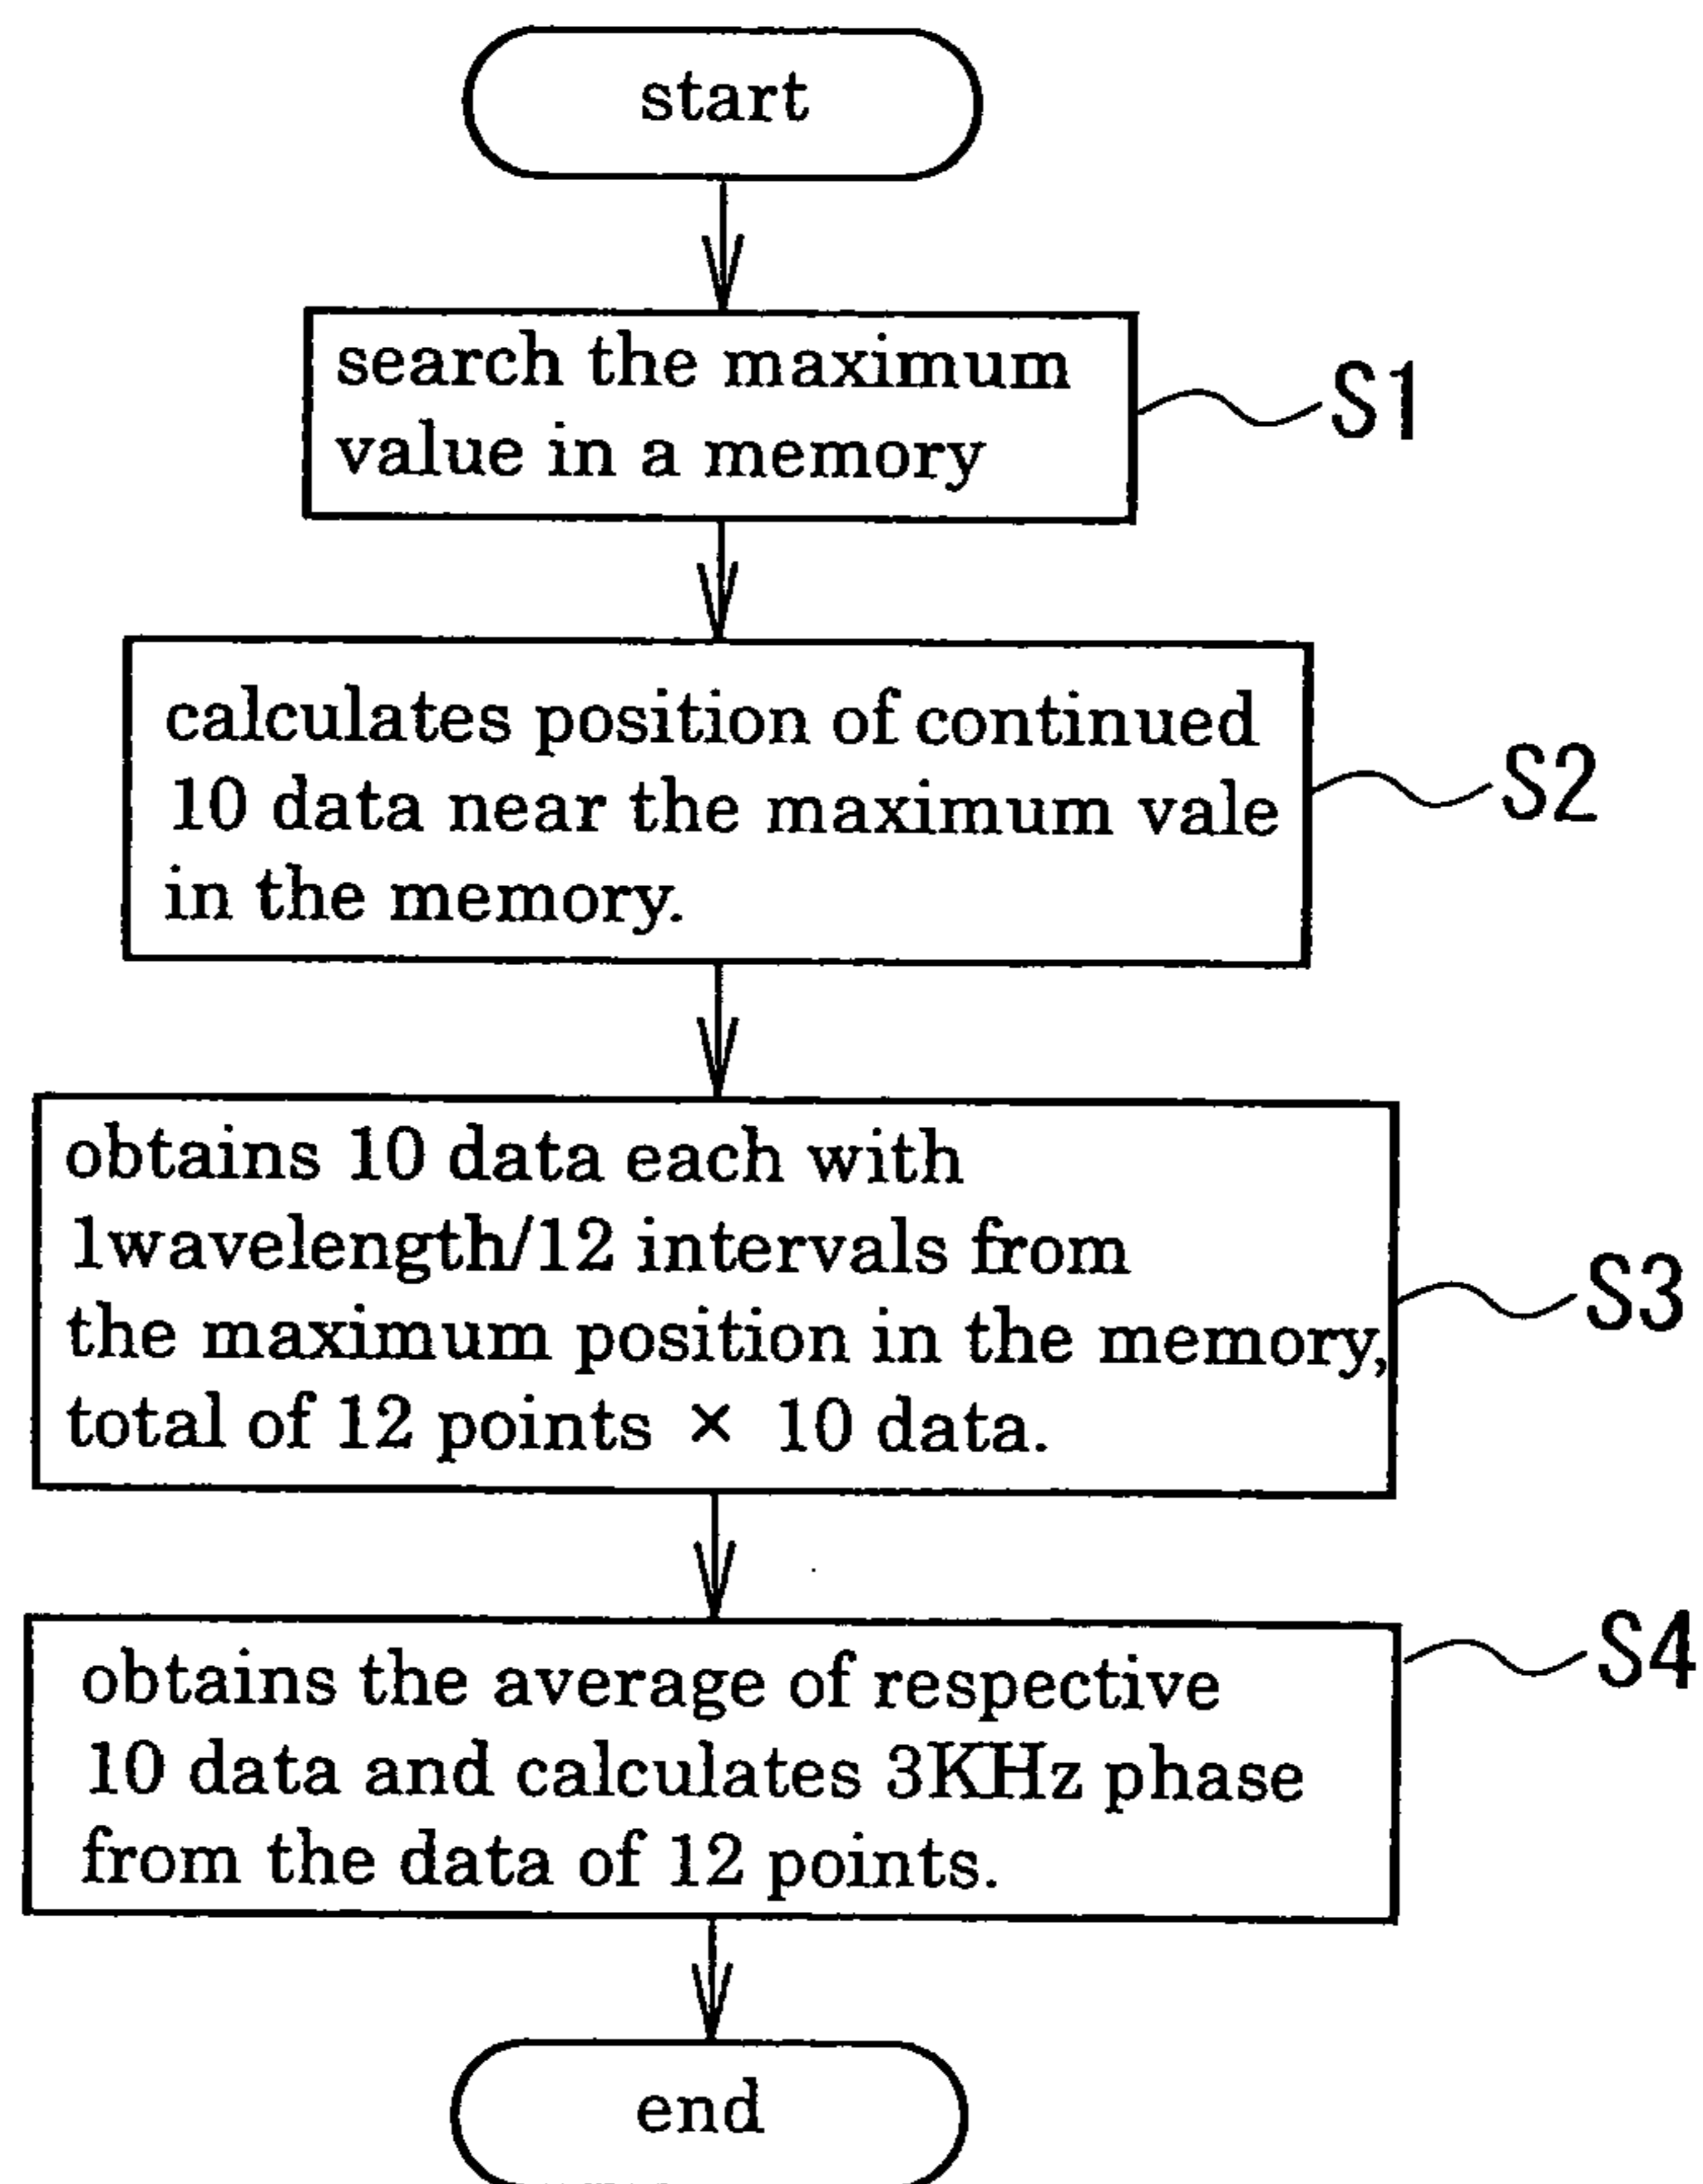 start
search the maximum
value in a memory
S1
calculates position of continued
10 data near the maximum vale
in the memory.
S2
obtains 10 data each with
1wavelength/12 intervals from
the maximum position in the memory,
total of 12 points × 10 data.
S3
obtains the average of respective
10 data and calculates 3KHz phase
from the data of 12 points.
S4
end